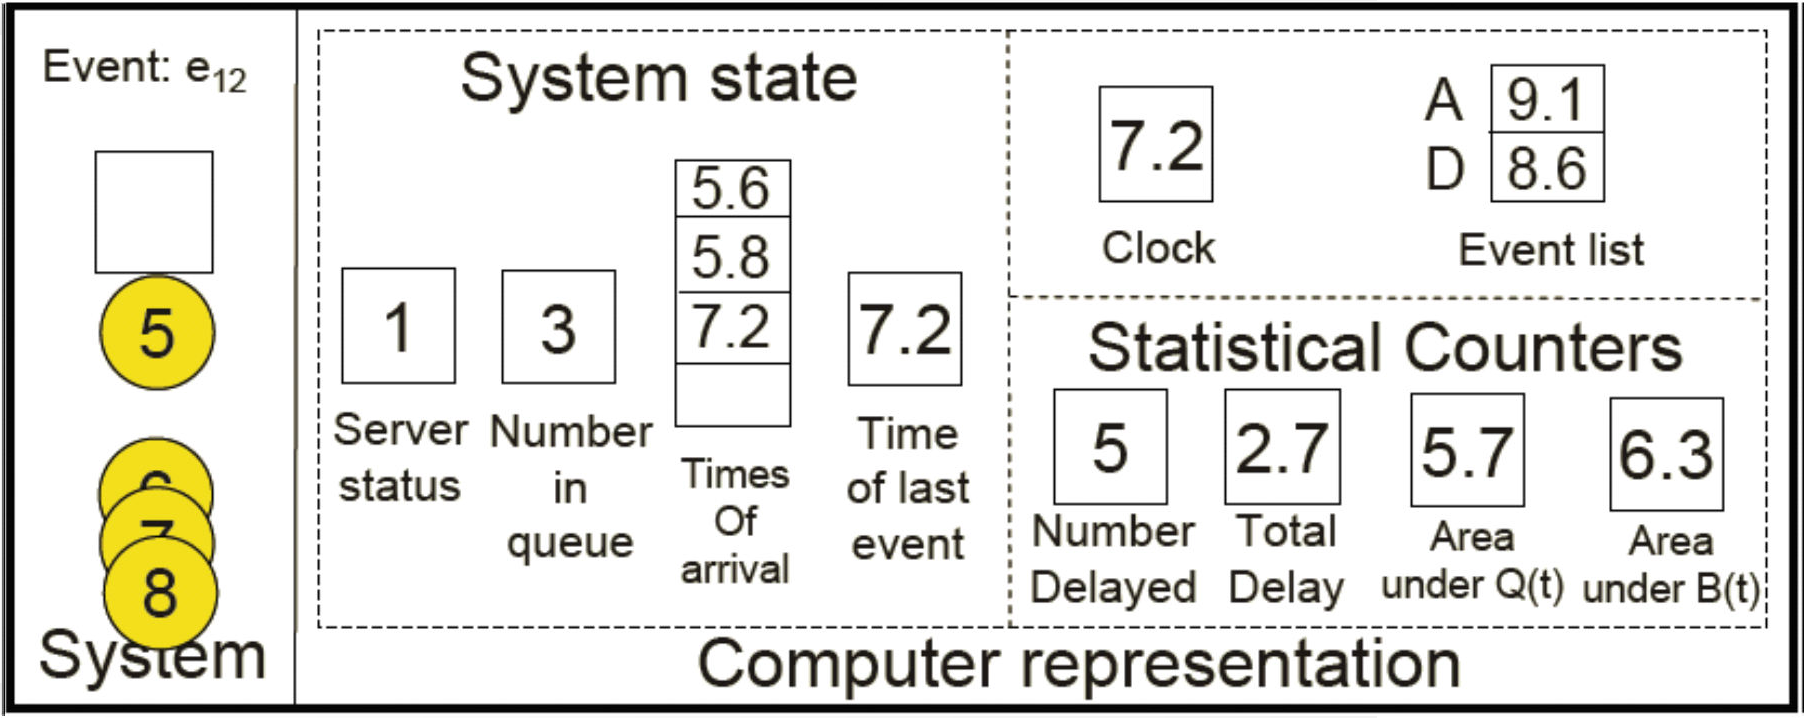 Event: e12
5
8
System
System state
1
Server
status
3
Number
in
queue
5.6
5.8
7.2
Times
Of
arrival
7.2
Time
of last
event
7.2
Clock
A 9.1
D 8.6
Event list
Statistical Counters
5
Number
Delayed
2.7
Total
Delay
5.7
Area
under Q(t)
6.3
Area
under B(t)
Computer representation